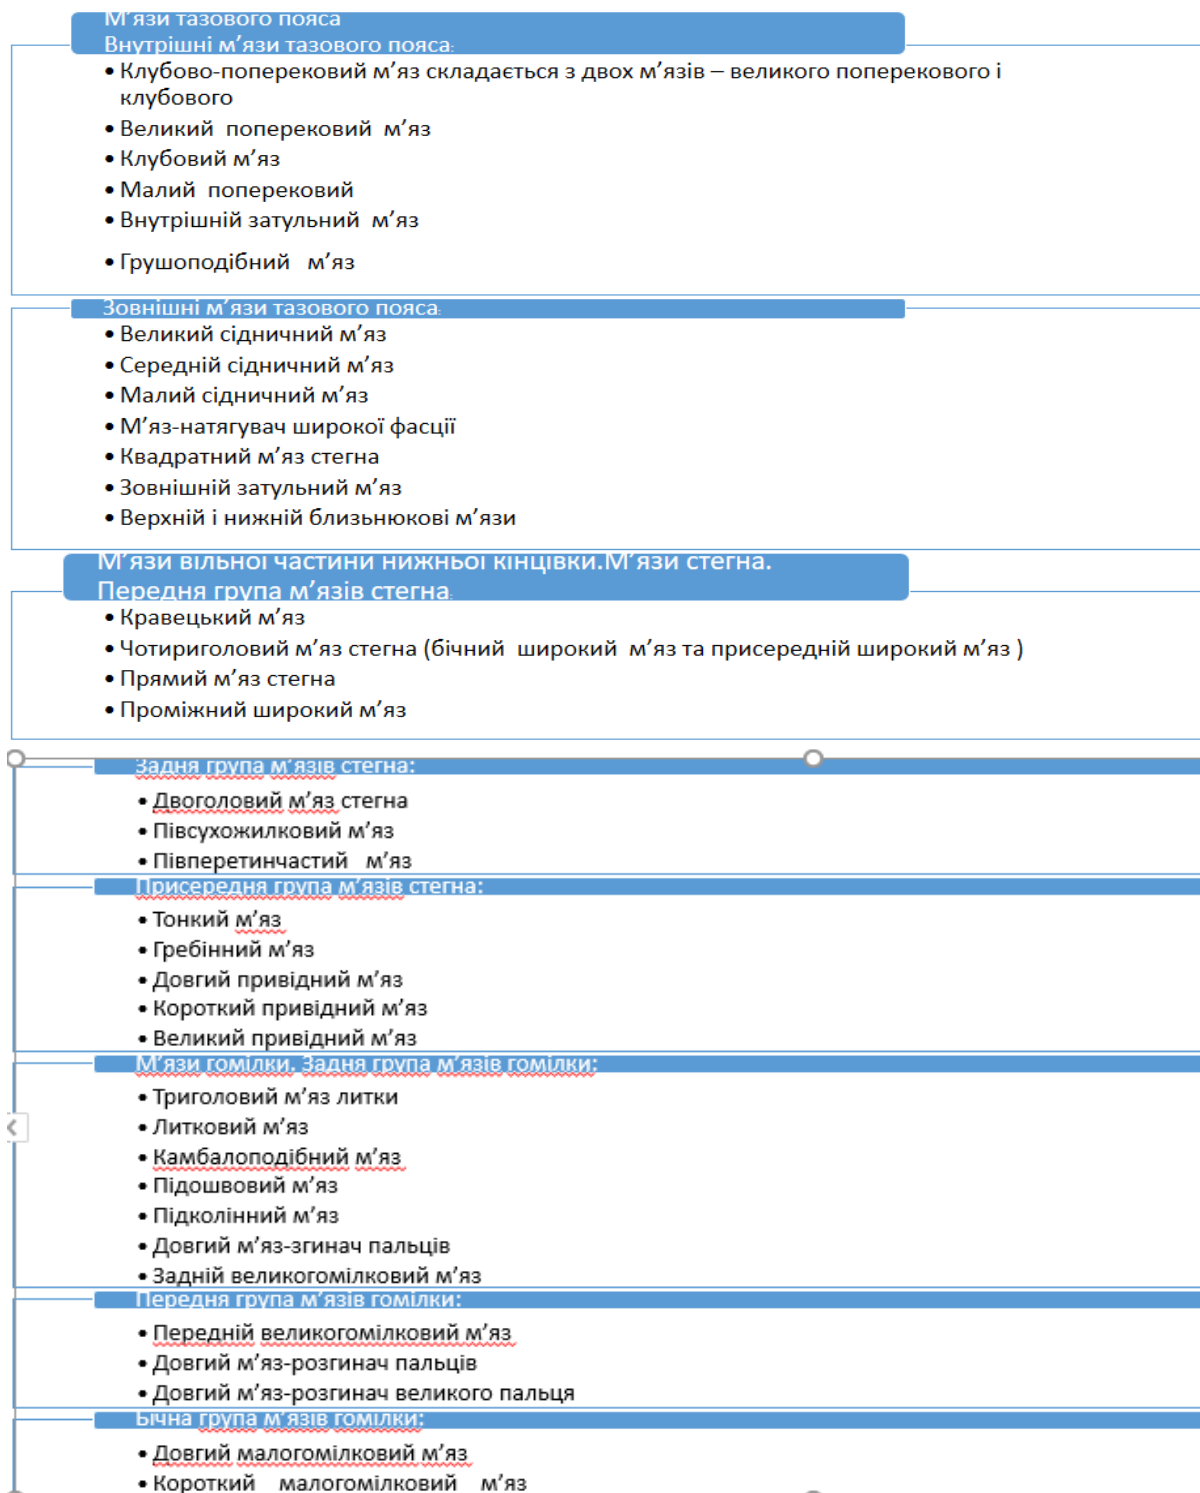 М’язи тазового пояса
Внутрішні м’язи тазового пояса:
• Клубово-поперековий м’яз складається з двох м’язів – великого поперекового і
клубового
• Великий поперековий м’яз
• Клубовий м’яз
• Малий поперековий
• Внутрішній затульний м’яз
• Грушоподібний м’яз
Зовнішні м’язи тазового пояса:
• Великий сідничний м’яз
• Середній сідничний м’яз
• Малий сідничний м’яз
• М’яз-натягувач широкої фасції
• Квадратний м’яз стегна
• Зовнішній затульний м’яз
• Верхній і нижній близьнюкові м’язи
М’язи вільної частини нижньої кінцівки.М’язи стегна.
Передня група м’язів стегна:
• Кравецький м’яз
• Чотириголовий м’яз стегна (бічний широкий м’яз та присередній широкий м’яз )
• Прямий м’яз стегна
• Проміжний широкий м’яз
Задня група м’язів стегна:
• Двоголовий м’яз стегна
• Півсухожилковий м’яз
• Півперетинчастий м’яз
Присередня група м’язів стегна:
• Тонкий м’яз
• Гребінний м’яз
• Довгий привідний м’яз
• Короткий привідний м’яз
• Великий привідний м’яз
М’язи гомілки. Задня група м’язів гомілки:
• Триголовий м’яз литки
• Литковий м’яз
• Камбалоподібний м’яз
• Підошвовий м’яз
• Підколінний м’яз
• Довгий м’яз-згинач пальців
• Задній великогомілковий м’яз
Передня група м’язів гомілки:
• Передній великогомілковий м’яз
• Довгий м’яз-розгинач пальців
• Довгий м’яз-розгинач великого пальця
Бічна група м’язів гомілки:
• Довгий малогомілковий м’яз
• Короткий малогомілковий м’яз